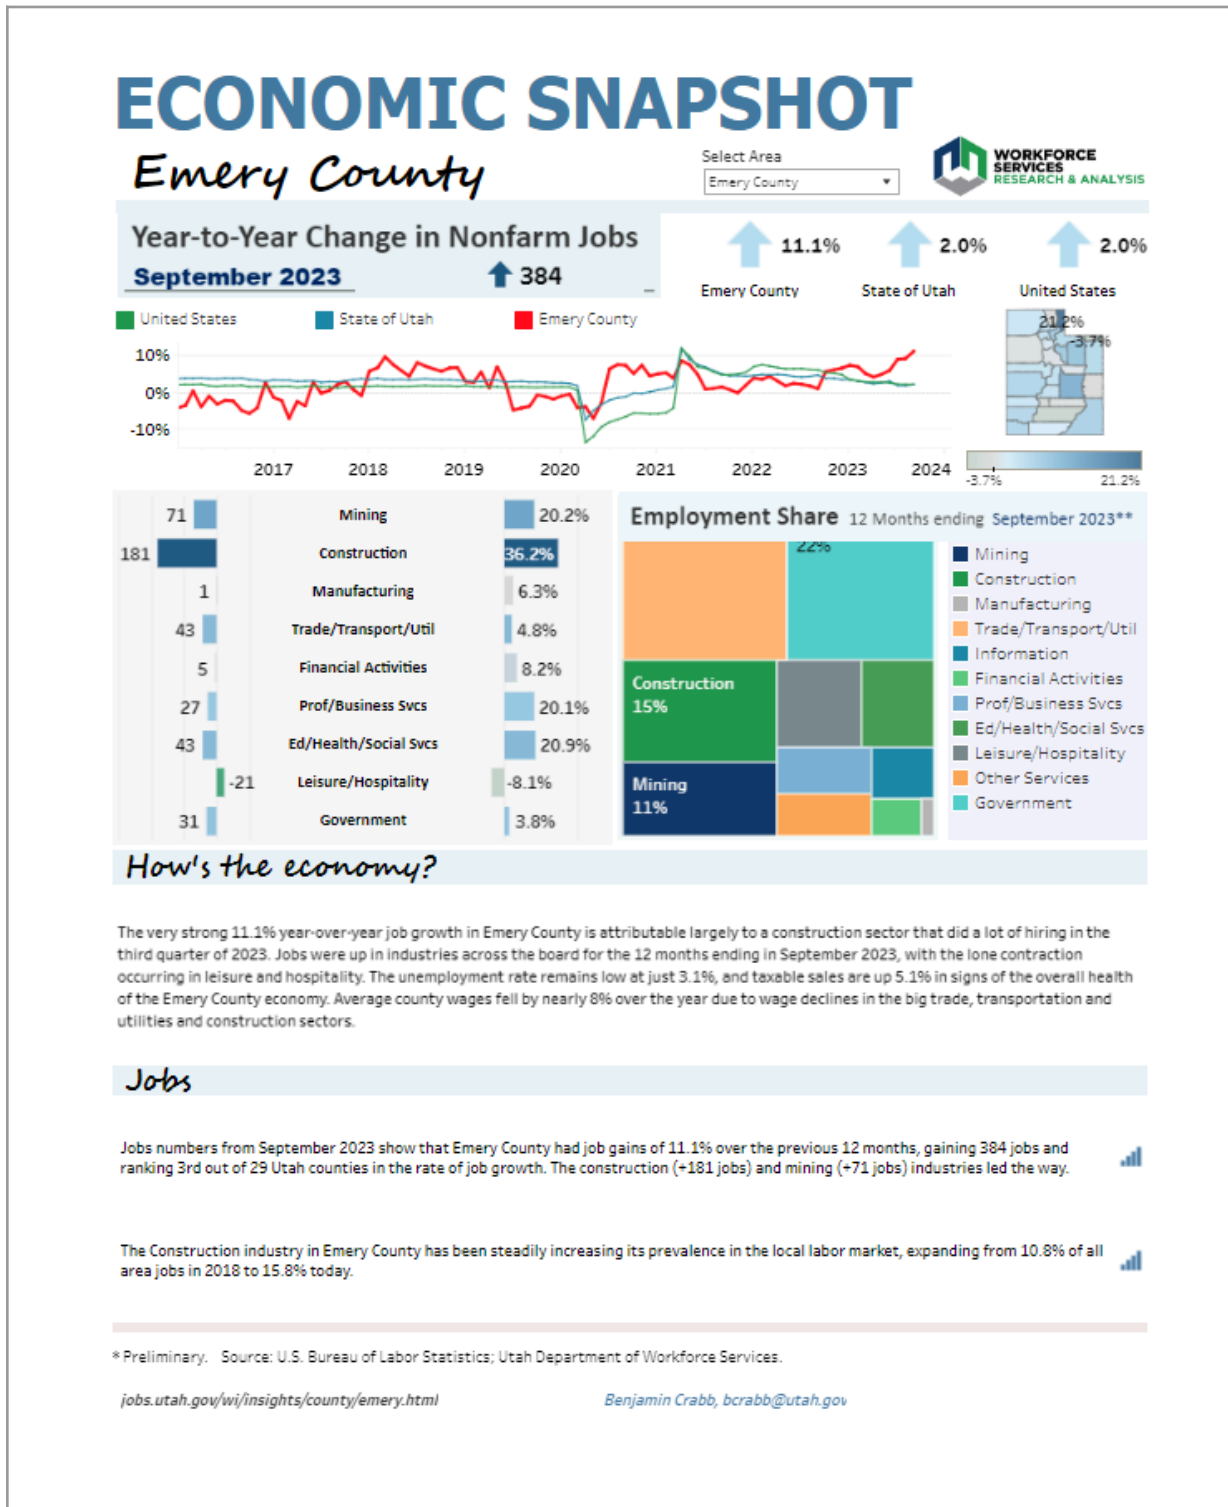 ECONOMIC SNAPSHOT
Emery County
Select Area
Emery County
WORKFORCE
SERVICES
RESEARCH & ANALYSIS
Year-to-Year Change in Nonfarm Jobs
September 2023
384
11.1%
2.0%
2.0%
Emery County
State of Utah
United States
United States
State of Utah
Emery County
21.2%
-3.7%
10%
0%
-10%
2017
2018
2019
2020
2021
2022
2023
2024
-3.7%
21.2%
71 Mining 20.2%
181 Construction 36.2%
1 Manufacturing 6.3%
43 Trade/Transport/Util 4.8%
5 Financial Activities 8.2%
27 Prof/Business Svcs 20.1%
43 Ed/Health/Social Svcs 20.9%
-21 Leisure/Hospitality -8.1%
31 Government 3.8%
Employment Share 12 Months ending September 2023**
22%
Construction
15%
Mining
11%
Mining
Construction
Manufacturing
Trade/Transport/Util
Information
Financial Activities
Prof/Business Svcs
Ed/Health/Social Svcs
Leisure/Hospitality
Other Services
Government
How's the economy?
The very strong 11.1% year-over-year job growth in Emery County is attributable largely to a construction sector that did a lot of hiring in the
third quarter of 2023. Jobs were up in industries across the board for the 12 months ending in September 2023, with the lone contraction
occurring in leisure and hospitality. The unemployment rate remains low at just 3.1%, and taxable sales are up 5.1% in signs of the overall health
of the Emery County economy. Average county wages fell by nearly 8% over the year due to wage declines in the big trade, transportation and
utilities and construction sectors.
Jobs
Jobs numbers from September 2023 show that Emery County had job gains of 11.1% over the previous 12 months, gaining 384 jobs and
ranking 3rd out of 29 Utah counties in the rate of job growth. The construction (+181 jobs) and mining (+71 jobs) industries led the way.
The Construction industry in Emery County has been steadily increasing its prevalence in the local labor market, expanding from 10.8% of all
area jobs in 2018 to 15.8% today.
* Preliminary. Source: U.S. Bureau of Labor Statistics; Utah Department of Workforce Services.
jobs.utah.gov/wi/insights/county/emery.html
Benjamin Crabb, bcrabb@utah.gov